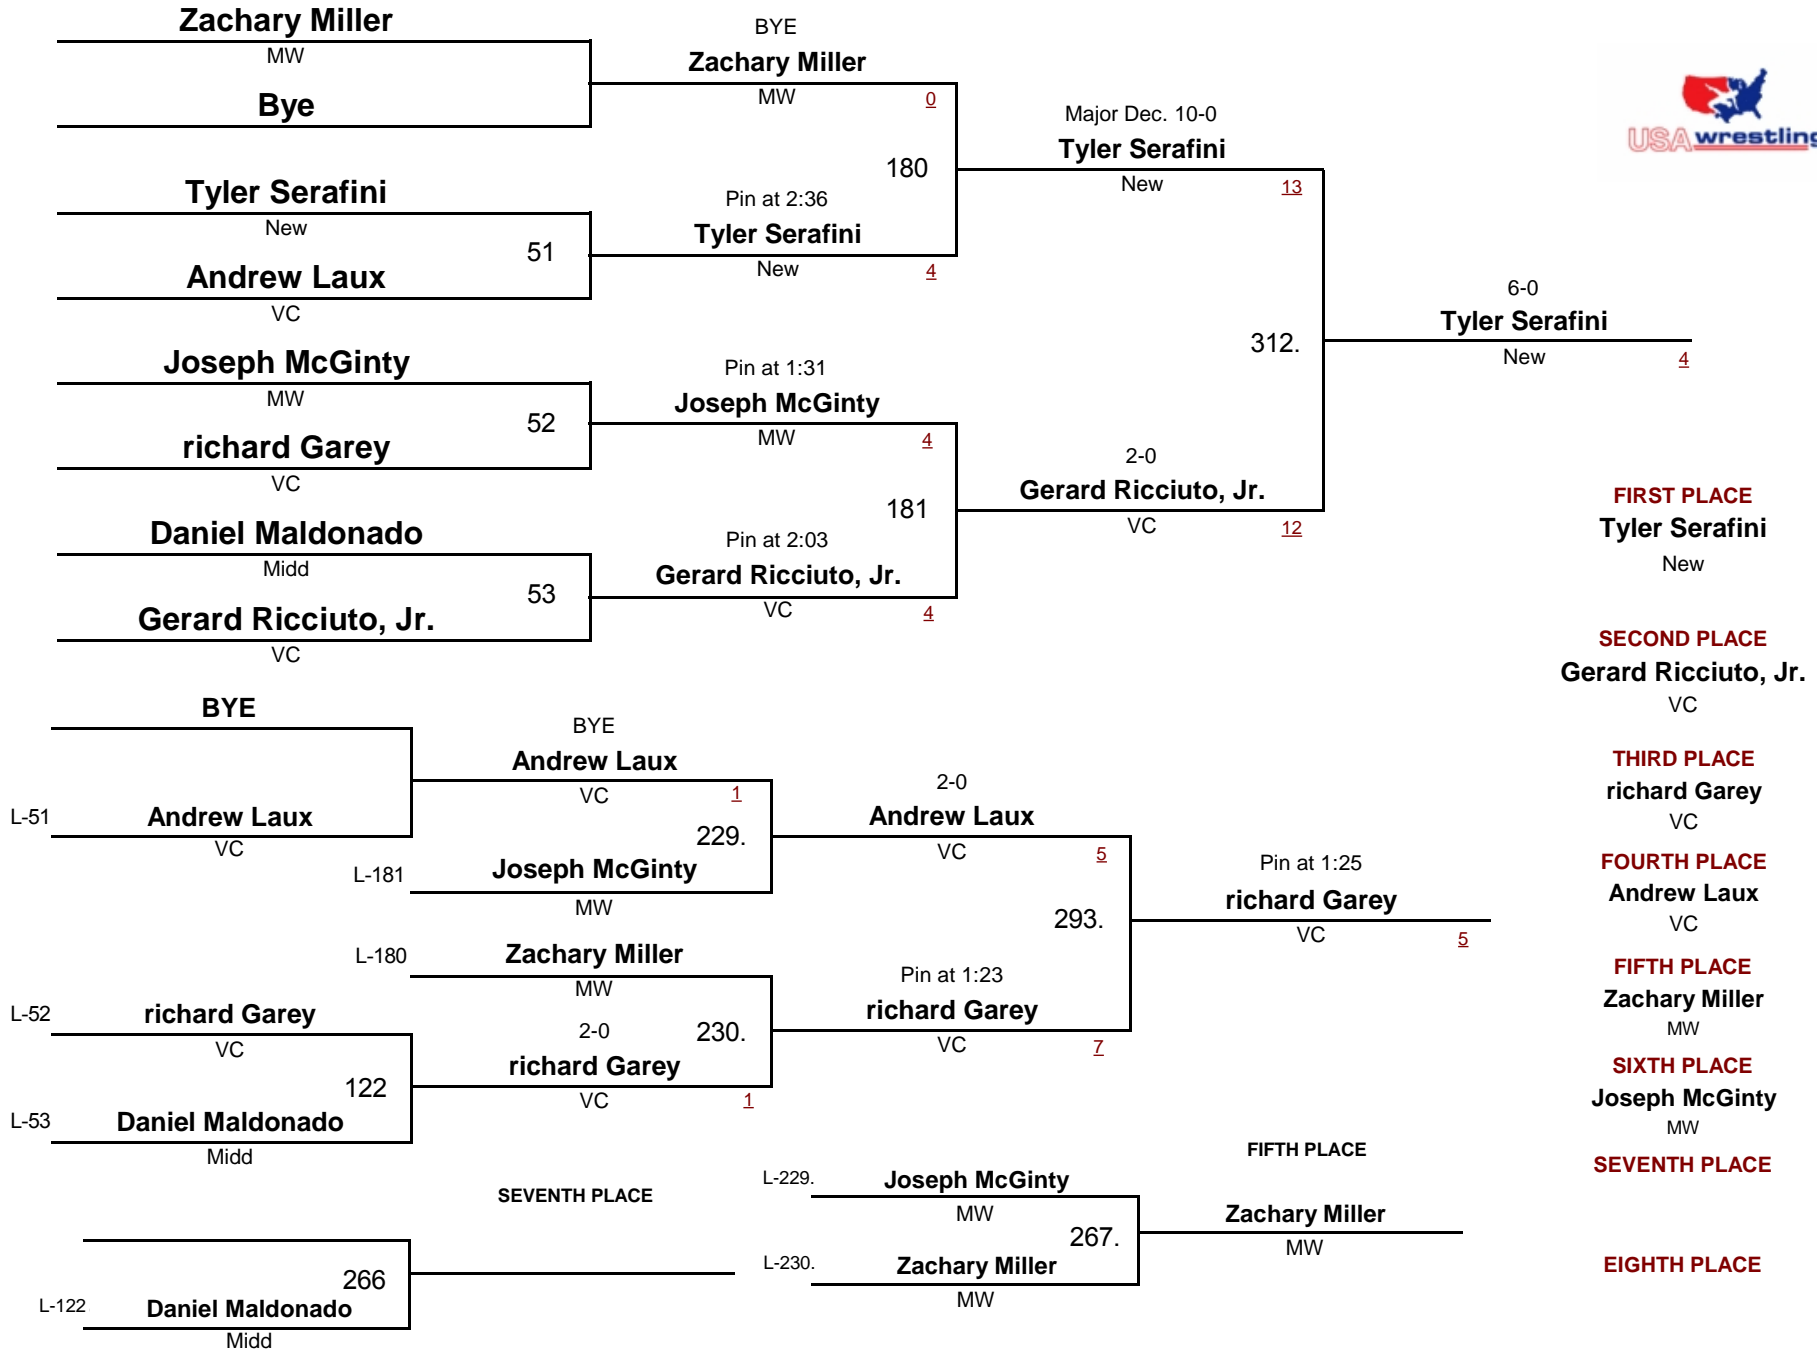 Zachary Miller
MW
Bye
Tyler Serafini
New
51
Andrew Laux
VC
Joseph McGinty
MW
52
richard Garey
VC
Daniel Maldonado
Midd
53
Gerard Ricciuto, Jr.
VC
BYE
Zachary Miller
MW
0
180
Pin at 2:36
Tyler Serafini
New
4
Pin at 1:31
Joseph McGinty
MW
4
181
Pin at 2:03
Gerard Ricciuto, Jr.
VC
4
Major Dec. 10-0
Tyler Serafini
New
13
312.
2-0
Gerard Ricciuto, Jr.
VC
12
6-0
Tyler Serafini
New
4
USA wrestling
FIRST PLACE
Tyler Serafini
New
SECOND PLACE
Gerard Ricciuto, Jr.
VC
THIRD PLACE
richard Garey
VC
FOURTH PLACE
Andrew Laux
VC
FIFTH PLACE
Zachary Miller
MW
SIXTH PLACE
Joseph McGinty
MW
SEVENTH PLACE
EIGHTH PLACE
BYE
L-51
Andrew Laux
VC
BYE
Andrew Laux
VC
1
229.
L-181
Joseph McGinty
MW
L-180
Zachary Miller
MW
L-52
richard Garey
VC
122
L-53
Daniel Maldonado
Midd
2-0
230.
richard Garey
VC
1
2-0
Andrew Laux
VC
5
293.
Pin at 1:23
richard Garey
VC
7
Pin at 1:25
richard Garey
VC
5
SEVENTH PLACE
266
L-122
Daniel Maldonado
Midd
FIFTH PLACE
L-229.
Joseph McGinty
MW
267.
L-230.
Zachary Miller
MW
Zachary Miller
MW